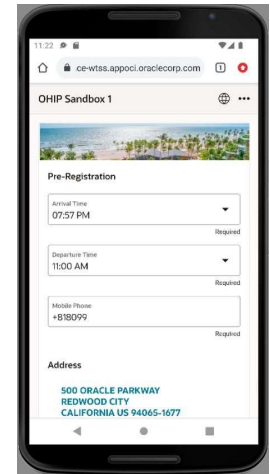 11:22
ce-wtss.appoci.oraclecorp.com 1
OHIP Sandbox 1
Pre-Registration
Arrival Time
07:57 PM
Required
Departure Time
11:00 AM
Required
Mobile Phone
+818099
Required
Address
500 ORACLE PARKWAY
REDWOOD CITY
CALIFORNIA US 94065-1677